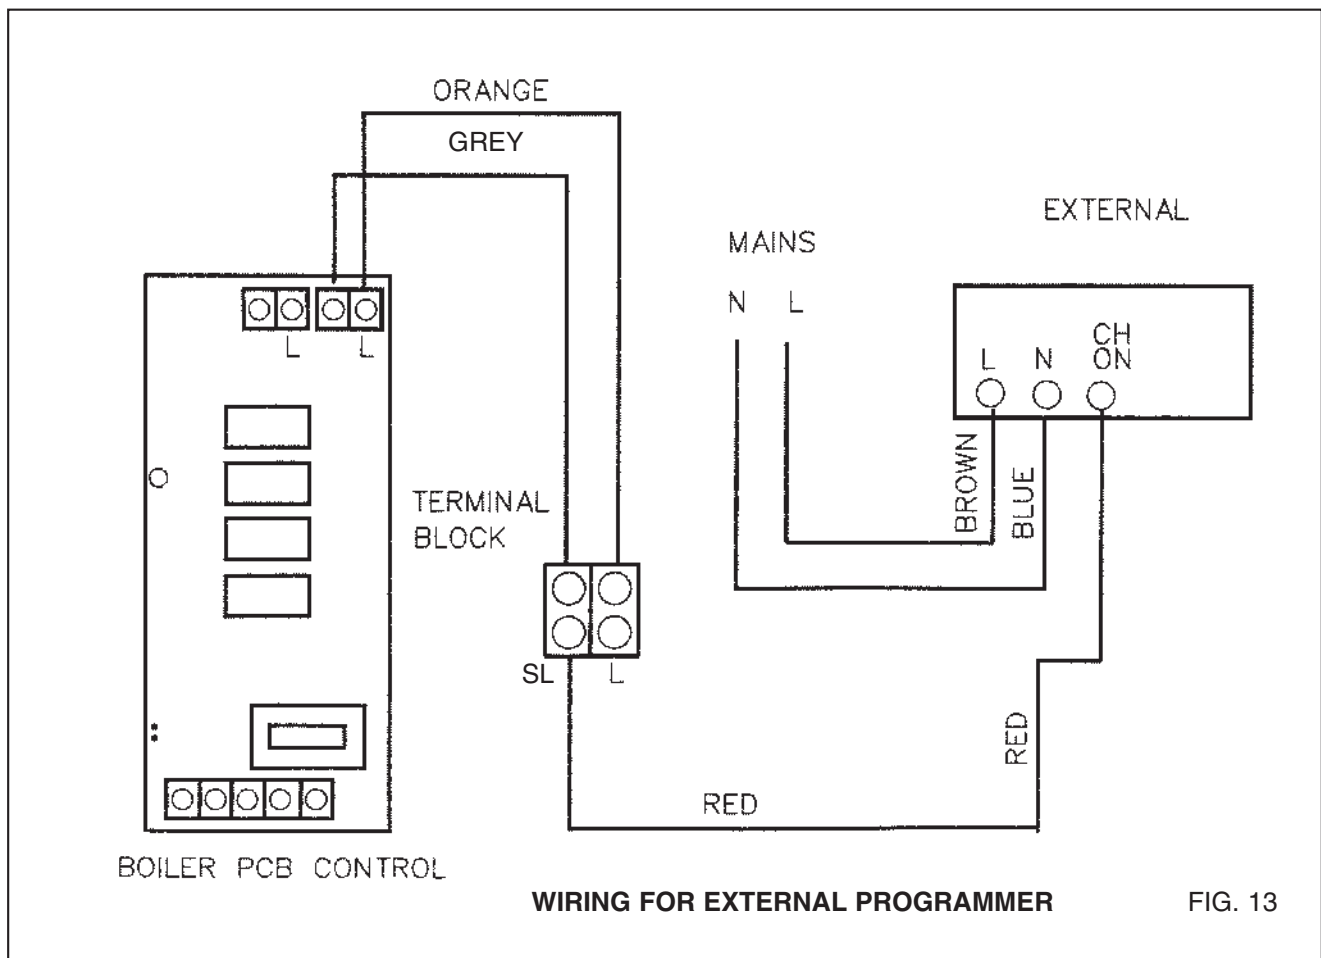 ORANGE
GREY
EXTERNAL
MAINS
N L
CH
ON
L N
L L
BROWN
BLUE
TERMINAL
BLOCK
SL L
RED
RED
BOILER PCB CONTROL
WIRING FOR EXTERNAL PROGRAMMER FIG. 13